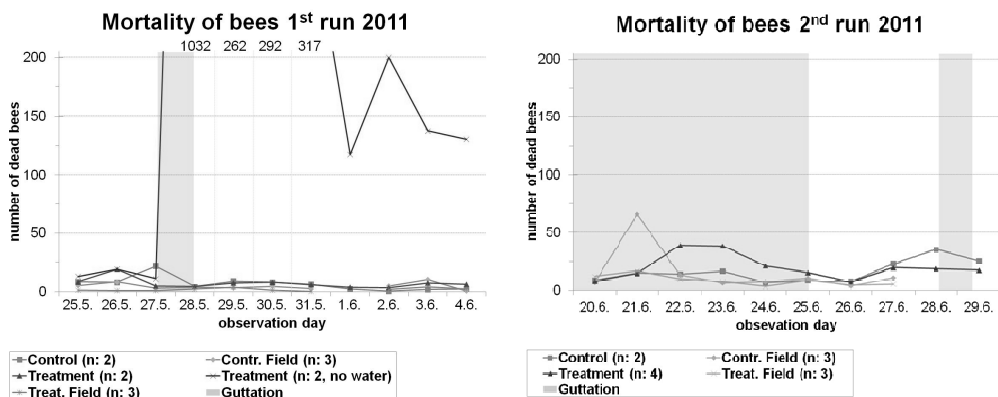 Mortality of bees 1st run 2011
1032 262 292 317
200
150
100
50
0
number of dead bees
25.5. 26.5. 27.5. 28.5. 29.5. 30.5. 31.5. 1.6. 2.6. 3.6. 4.6.
observation day
Control (n: 2)
Contr. Field (n: 3)
Treatment (n: 2)
Treatment (n: 2, no water)
Treat. Field (n: 3)
Guttation
Mortality of bees 2nd run 2011
200
150
100
50
0
number of dead bees
20.6. 21.6. 22.6. 23.6. 24.6. 25.6. 26.6. 27.6. 28.6. 29.6.
obsevation day
Control (n: 2)
Contr. Field (n: 3)
Treatment (n: 4)
Treat. Field (n: 3)
Guttation